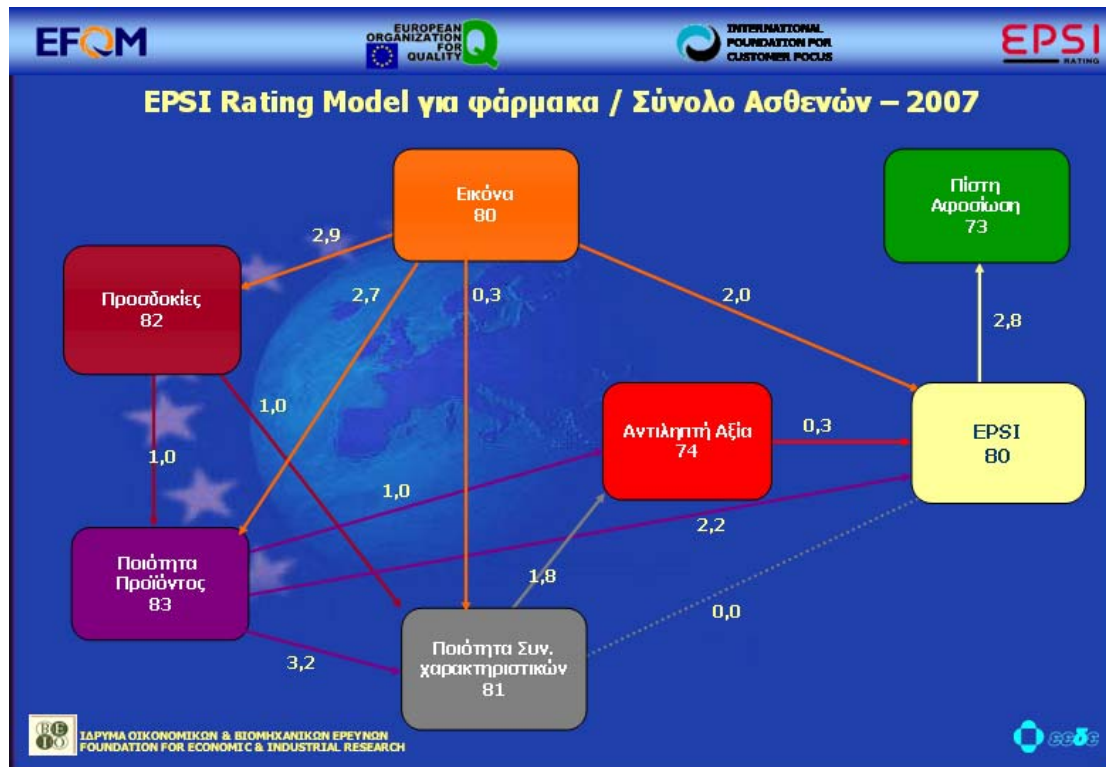 EFQM
EUROPEAN
ORGANIZATION
FOR
QUALITY
Q
INTERNATIONAL
FOUNDATION FOR
CUSTOMER FOCUS
EPSI
RATING
EPSI Rating Model για φάρμακα / Σύνολο Ασθενών – 2007
Εικόνα
80
Πίστη
Αφοσίωση
73
2,9
Προσδοκίες
82
2,7
0,3
2,0
2,8
1,0
Αντιληπτή Αξία
74
0,3
EPSI
80
1,0
1,0
2,2
Ποιότητα
Προϊόντος
83
1,8
0,0
3,2
Ποιότητα Συν.
χαρακτηριστικών
81
ΙΔΡΥΜΑ ΟΙΚΟΝΟΜΙΚΩΝ & ΒΙΟΜΗΧΑΝΙΚΩΝ ΕΡΕΥΝΩΝ
FOUNDATION FOR ECONOMIC & INDUSTRIAL RESEARCH
εεδε